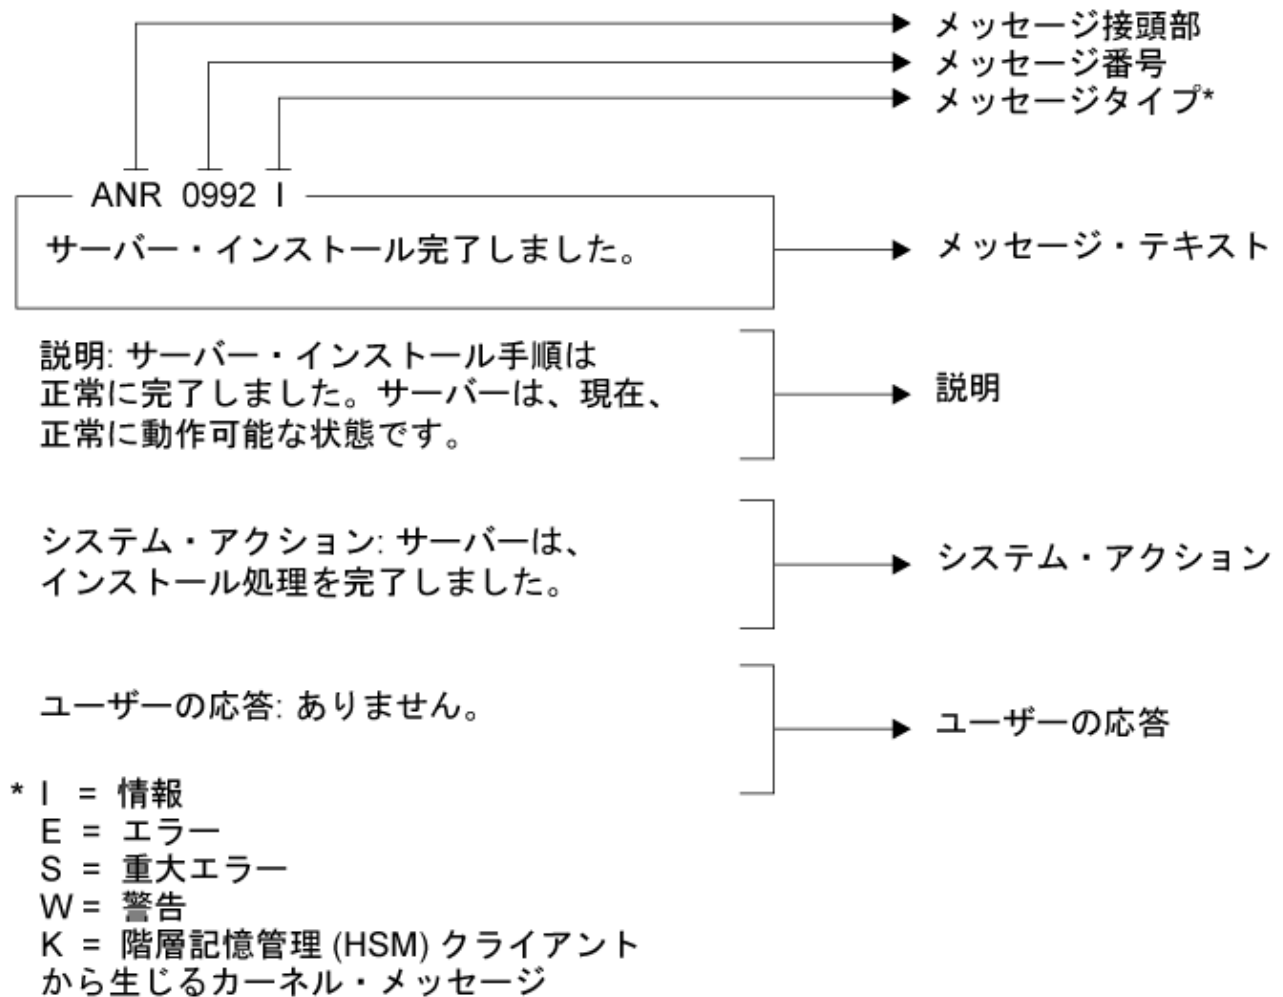 メッセージ接頭部
メッセージ番号
メッセージタイプ*
ANR 0992 I
サーバー・インストール完了しました。
メッセージ・テキスト
説明: サーバー・インストール手順は
正常に完了しました。サーバーは、現在、
正常に動作可能な状態です。
説明
システム・アクション: サーバーは、
インストール処理を完了しました。
システム・アクション
ユーザーの応答: ありません。
ユーザーの応答
* I = 情報
E = エラー
S = 重大エラー
W = 警告
K = 階層記憶管理 (HSM) クライアント
から生じるカーネル・メッセージ